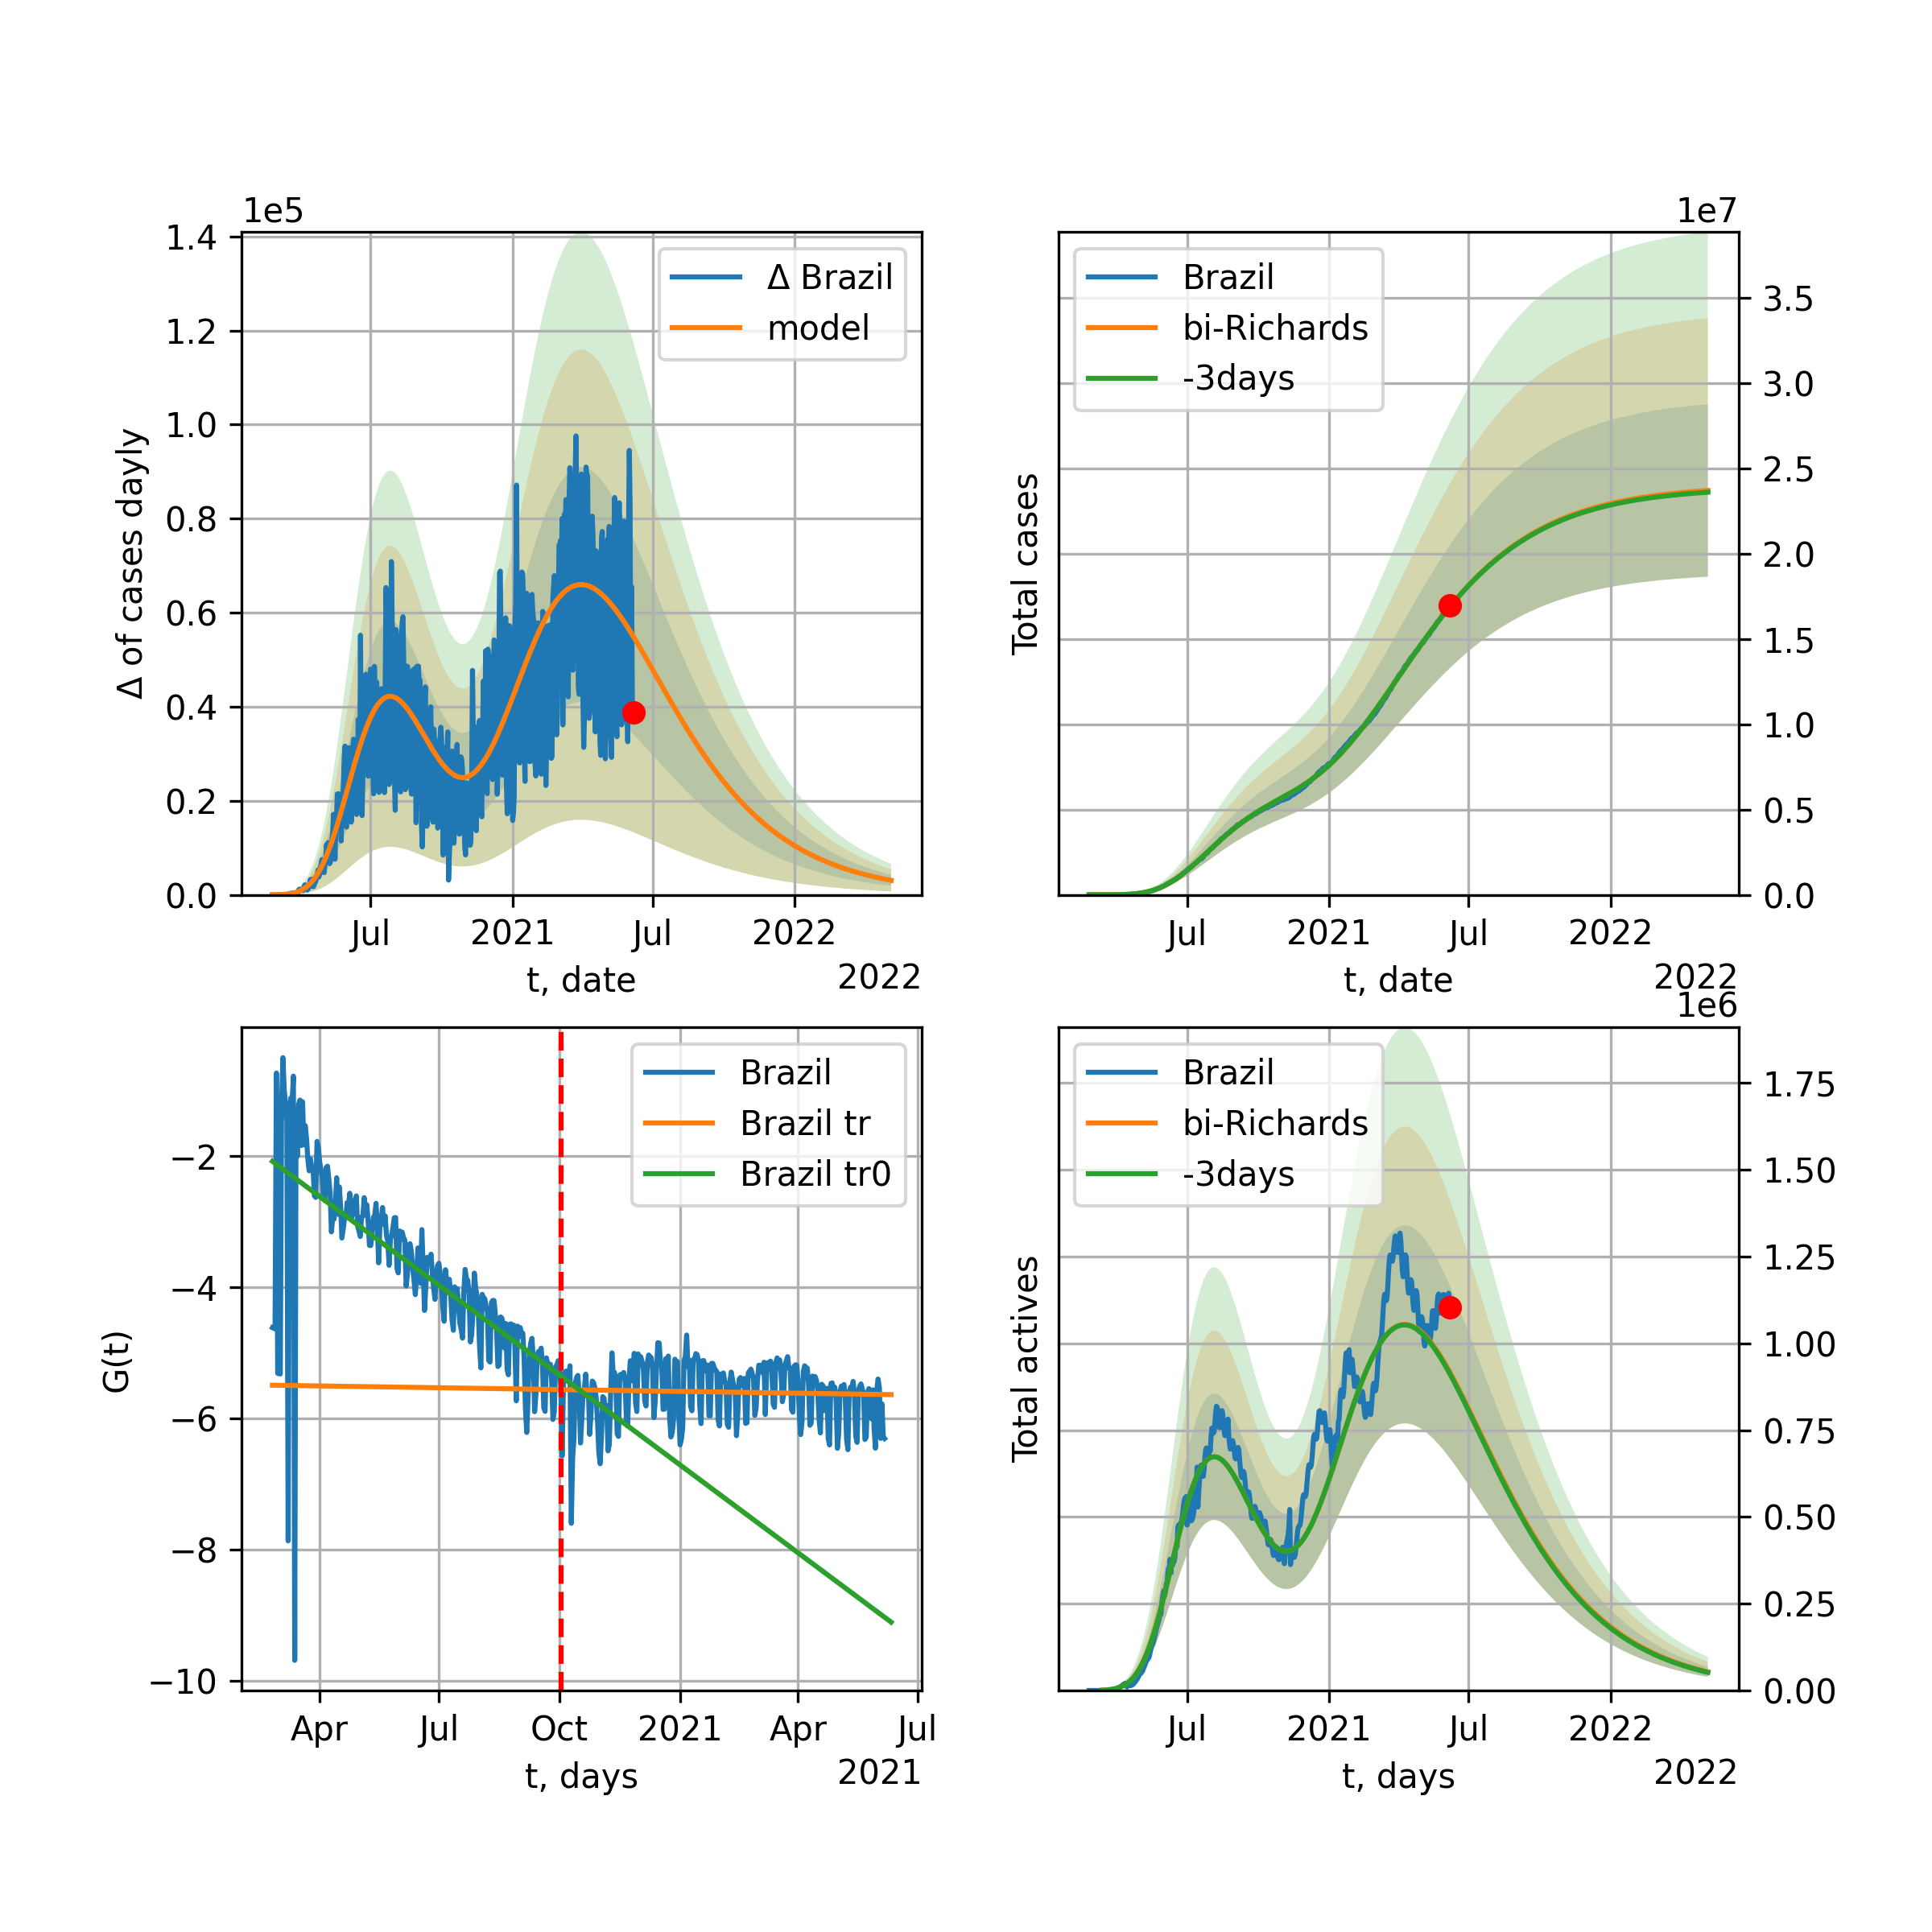 1e5
1.4
1.2
1.0
0.8
0.6
0.4
0.2
0.0
Δ of cases dayly
Δ Brazil
model
Jul 2021 Jul 2022
t, date
2022
1e7
Brazil
bi-Richards
-3days
Total cases
3.5
3.0
2.5
2.0
1.5
1.0
0.5
0.0
Jul 2021 Jul 2022
t, date
2022
−2
−4
−6
−8
−10
G(t)
Brazil
Brazil tr
Brazil tr0
Apr Jul Oct 2021 Apr Jul
t, days
2021
1e6
Brazil
bi-Richards
-3days
Total actives
1.75
1.50
1.25
1.00
0.75
0.50
0.25
0.00
Jul 2021 Jul 2022
t, days
2022